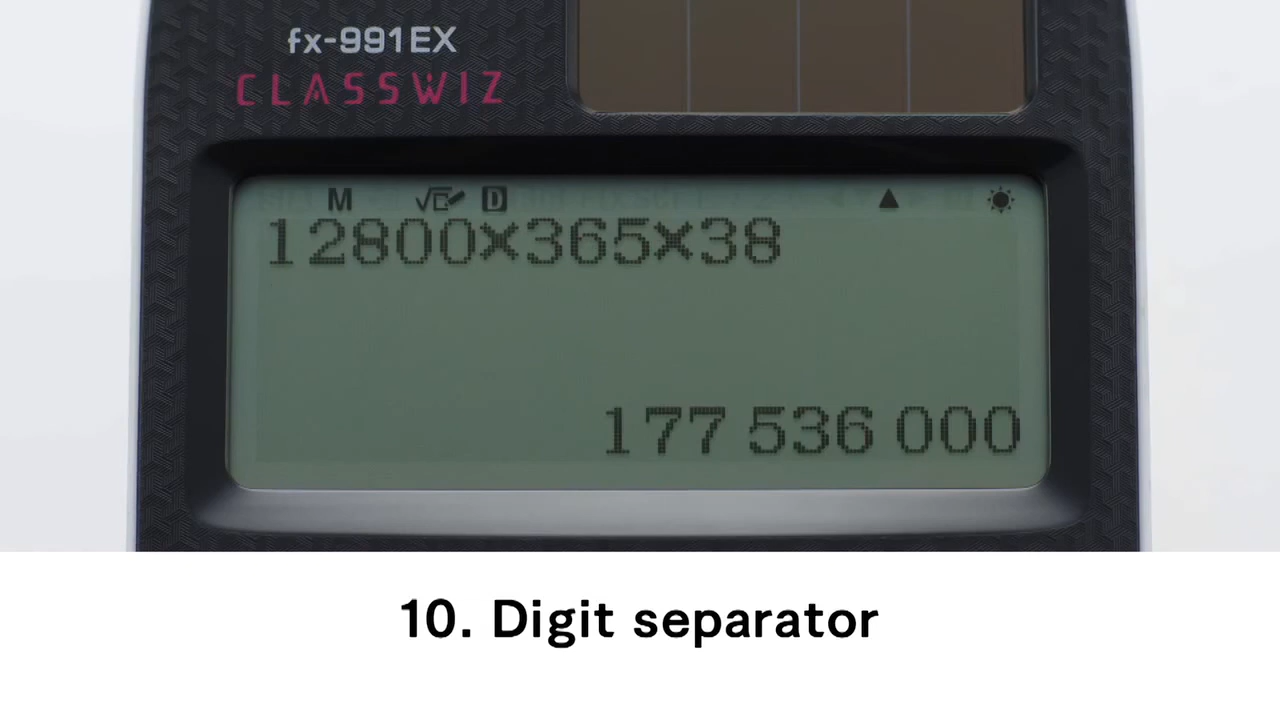 fx-991EX
CLASSWIZ
M √ D ▲
12800×365×38
177 536 000
10. Digit separator